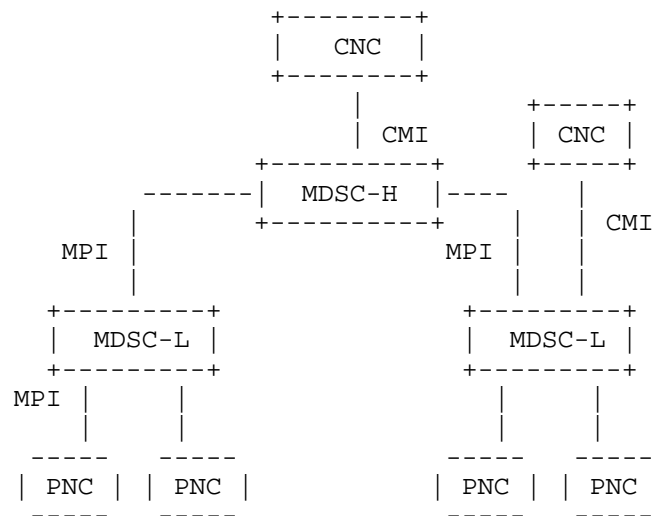 CNC
CMI CNC
MDSC-H
CMI
MPI MPI
MDSC-L MDSC-L
MPI
PNC PNC PNC PNC